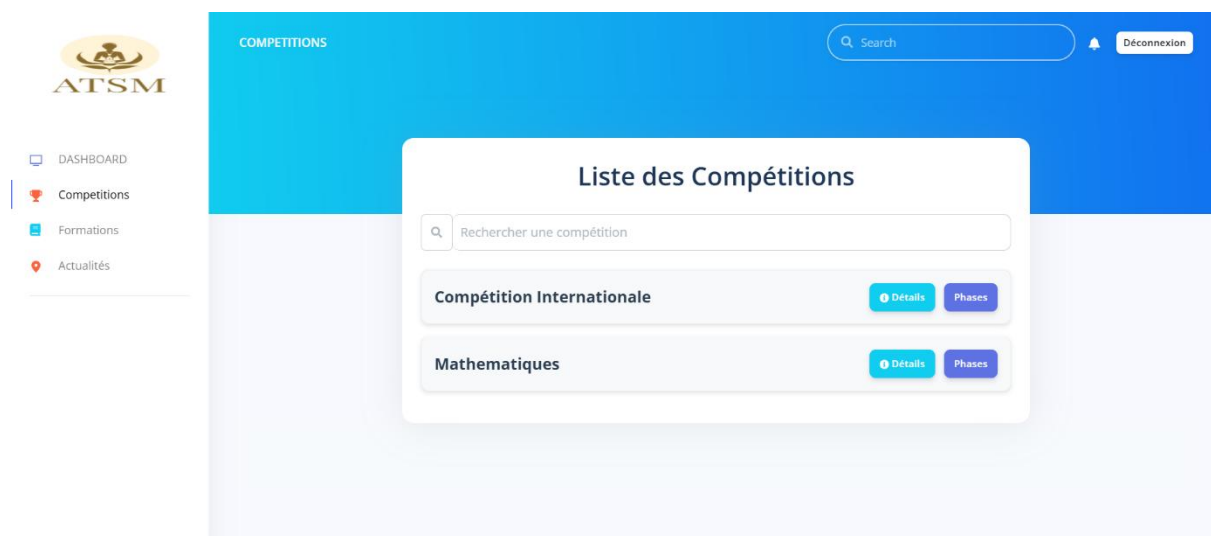 ATSM
DASHBOARD
Competitions
Formations
Actualités
COMPETITIONS
Search
Déconnexion
Liste des Compétitions
Rechercher une compétition
Compétition Internationale
Détails
Phases
Mathematiques
Détails
Phases